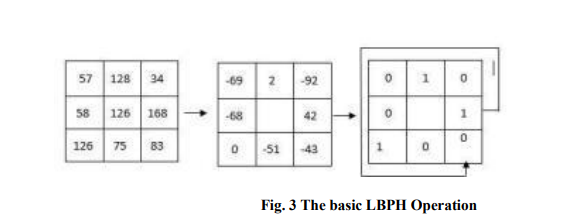 57 128 34 -69 2 -92 0 1 0
58 126 168 -68 42 0 1
126 75 83 0 -51 -43 1 0 0
Fig. 3 The basic LBPH Operation